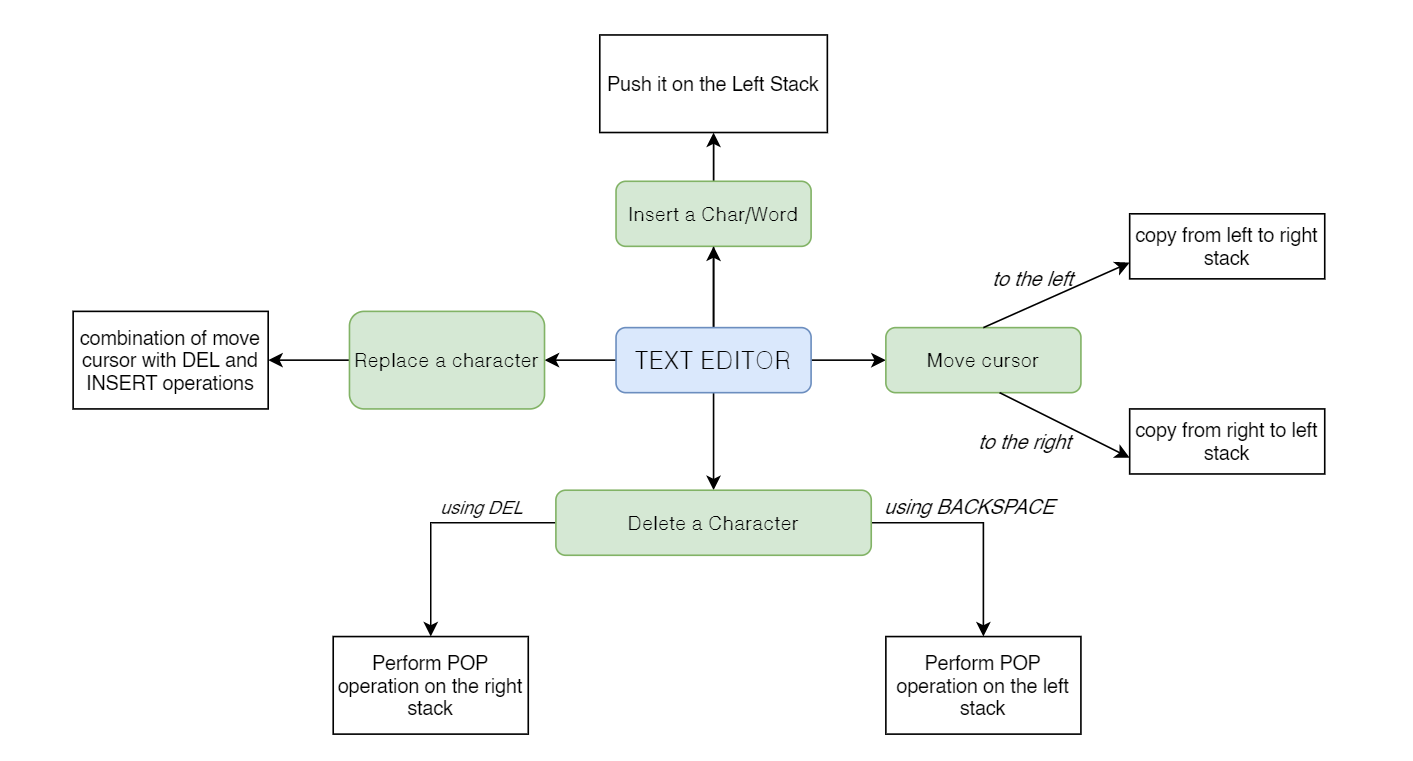 Push it on the Left Stack
Insert a Char/Word
copy from left to right
stack
to the left
combination of move
cursor with DEL and
INSERT operations
Replace a character
TEXT EDITOR
Move cursor
to the right
copy from right to left
stack
using DEL
Delete a Character
using BACKSPACE
Perform POP
operation on the right
stack
Perform POP
operation on the left
stack